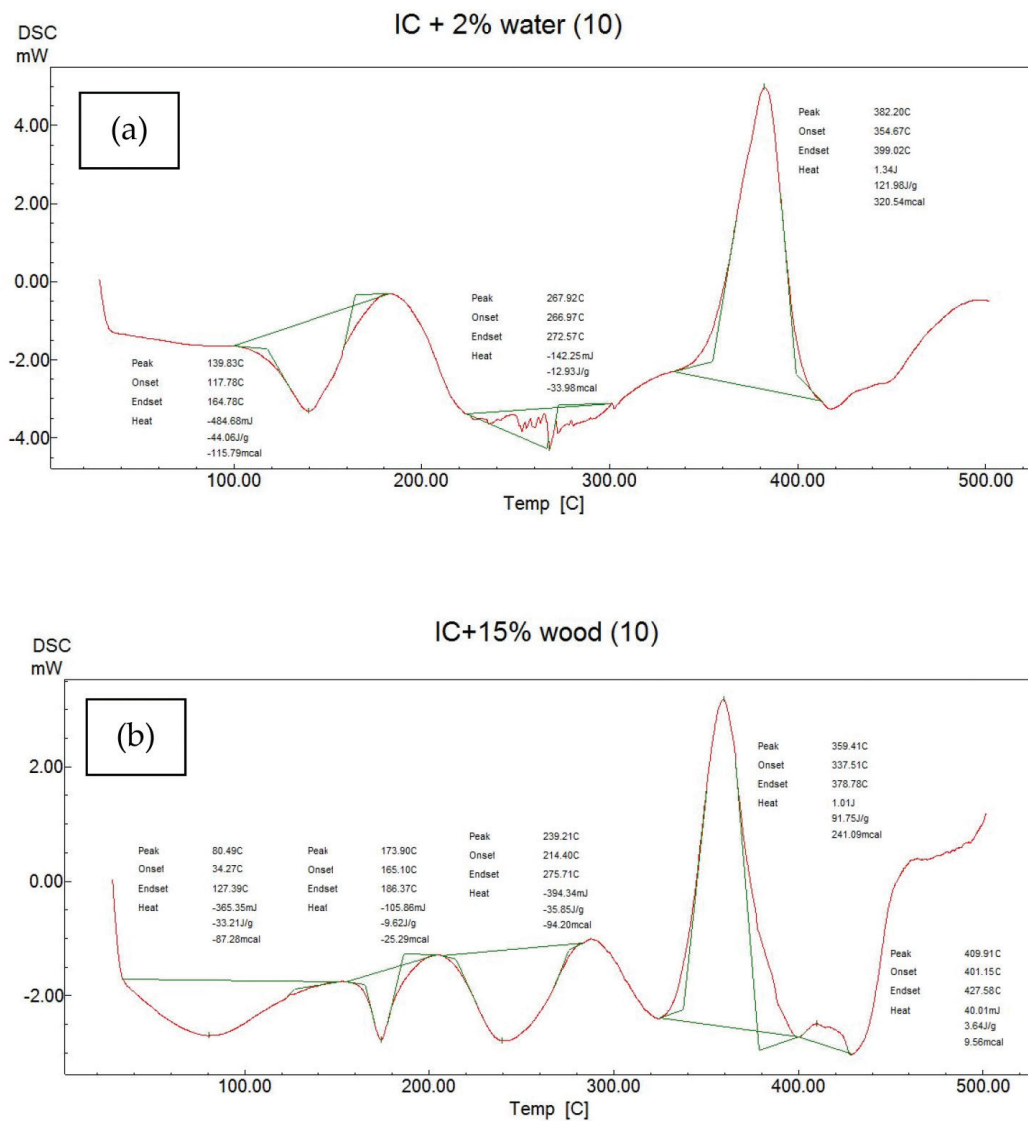 IC + 2% water (10)
DSC
mW
(a)
4.00
2.00
0.00
-2.00
-4.00
Peak 382.20C
Onset 354.67C
Endset 399.02C
Heat 1.34J
121.98J/g
320.54mcal
Peak 267.92C
Onset 266.97C
Endset 272.57C
Heat -142.25mJ
-12.93J/g
-33.98mcal
Peak 139.83C
Onset 117.78C
Endset 164.78C
Heat -484.68mJ
-44.06J/g
-115.79mcal
100.00 200.00 300.00 400.00 500.00
Temp [C]
IC+15% wood (10)
DSC
mW
(b)
2.00
0.00
-2.00
Peak 359.41C
Onset 337.51C
Endset 378.78C
Heat 1.01J
91.75J/g
241.09mcal
Peak 80.49C
Onset 34.27C
Endset 127.39C
Heat -365.35mJ
-33.21J/g
-87.28mcal
Peak 173.90C
Onset 165.10C
Endset 186.37C
Heat -105.86mJ
-9.62J/g
-25.29mcal
Peak 239.21C
Onset 214.40C
Endset 275.71C
Heat -394.34mJ
-35.85J/g
-94.20mcal
Peak 409.91C
Onset 401.15C
Endset 427.58C
Heat 40.01mJ
3.64J/g
9.56mcal
100.00 200.00 300.00 400.00 500.00
Temp [C]